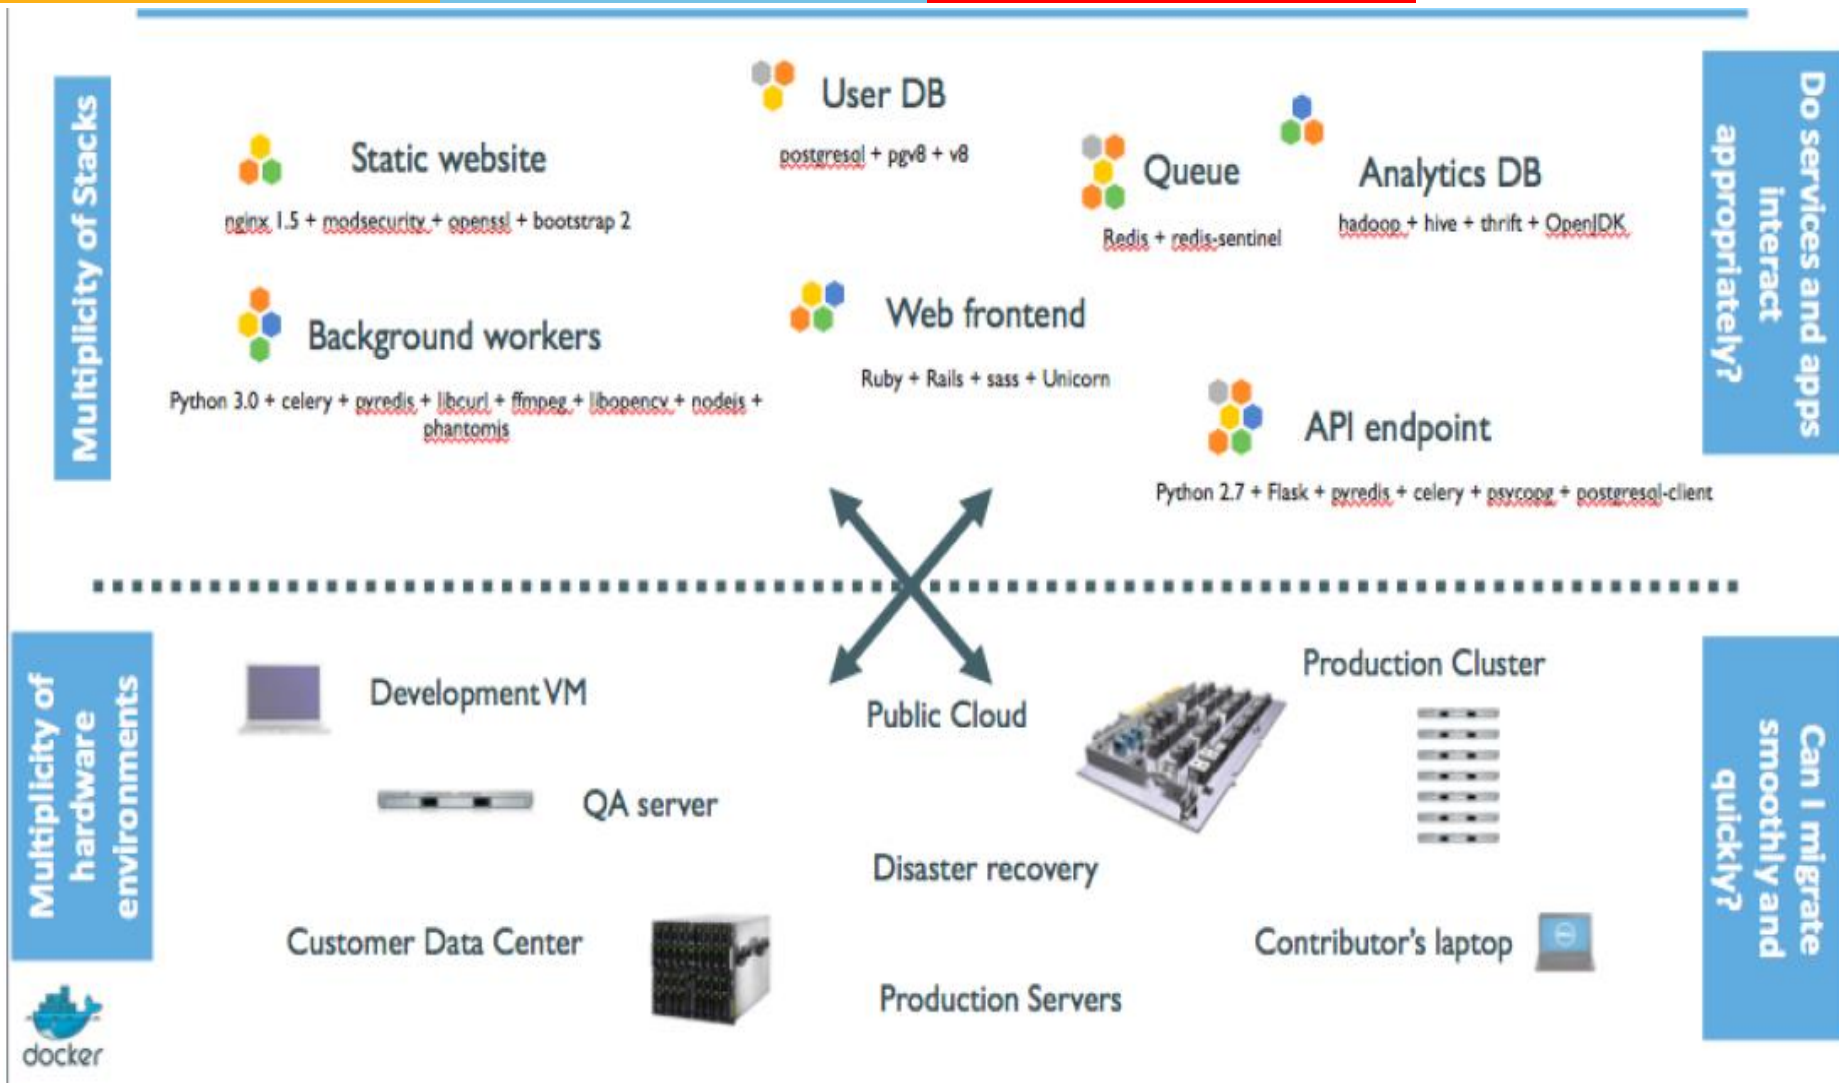 Multiplicity of Stacks
Do services and apps
interact
appropriately?
User DB
postgresql + pgv8 + v8
Static website
nginx 1.5 + modsecurity + openssl + bootstrap 2
Queue
Redis + redis-sentinel
Analytics DB
hadoop + hive + thrift + OpenJDK
Background workers
Python 3.0 + celery + pyredis + libcurl + ffmpeg + libopencv + nodejs +
phantomjs
Web frontend
Ruby + Rails + sass + Unicorn
API endpoint
Python 2.7 + Flask + pyredis + celery + psycopg + postgresql-client
Multiplicity of
hardware
environments
Can I migrate
smoothly and
quickly?
Development VM
Public Cloud
Production Cluster
QA server
Disaster recovery
Customer Data Center
Contributor's laptop
Production Servers
docker